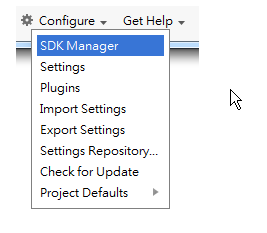 Configure Get Help
SDK Manager
Settings
Plugins
Import Settings
Export Settings
Settings Repository...
Check for Update
Project Defaults